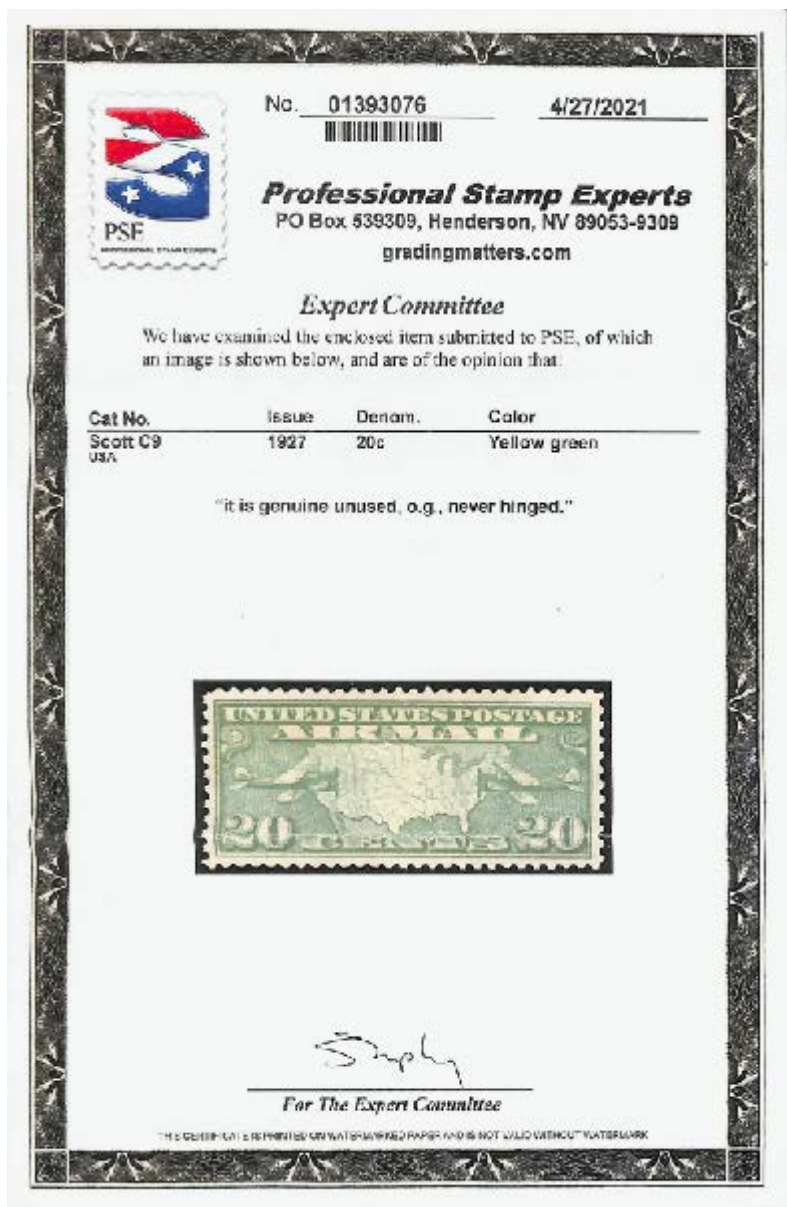 No. 01393076 4/27/2021
Professional Stamp Experts
PO Box 539309, Henderson, NV 89053-9309
gradingmatters.com
PSE
PROFESSIONAL STAMP EXPERTS
Expert Committee
We have examined the enclosed item submitted to PSE, of which
an image is shown below, and are of the opinion that:
Cat No. Issue Denom. Color
Scott C9 1927 20c Yellow green
USA
"it is genuine unused, o.g., never hinged."
UNITED STATES POSTAGE
AIR MAIL
20 CENTS 20
For The Expert Committee
THIS CERTIFICATE IS PRINTED ON WATERMARKED PAPER AND IS NOT VALID WITHOUT WATERMARK